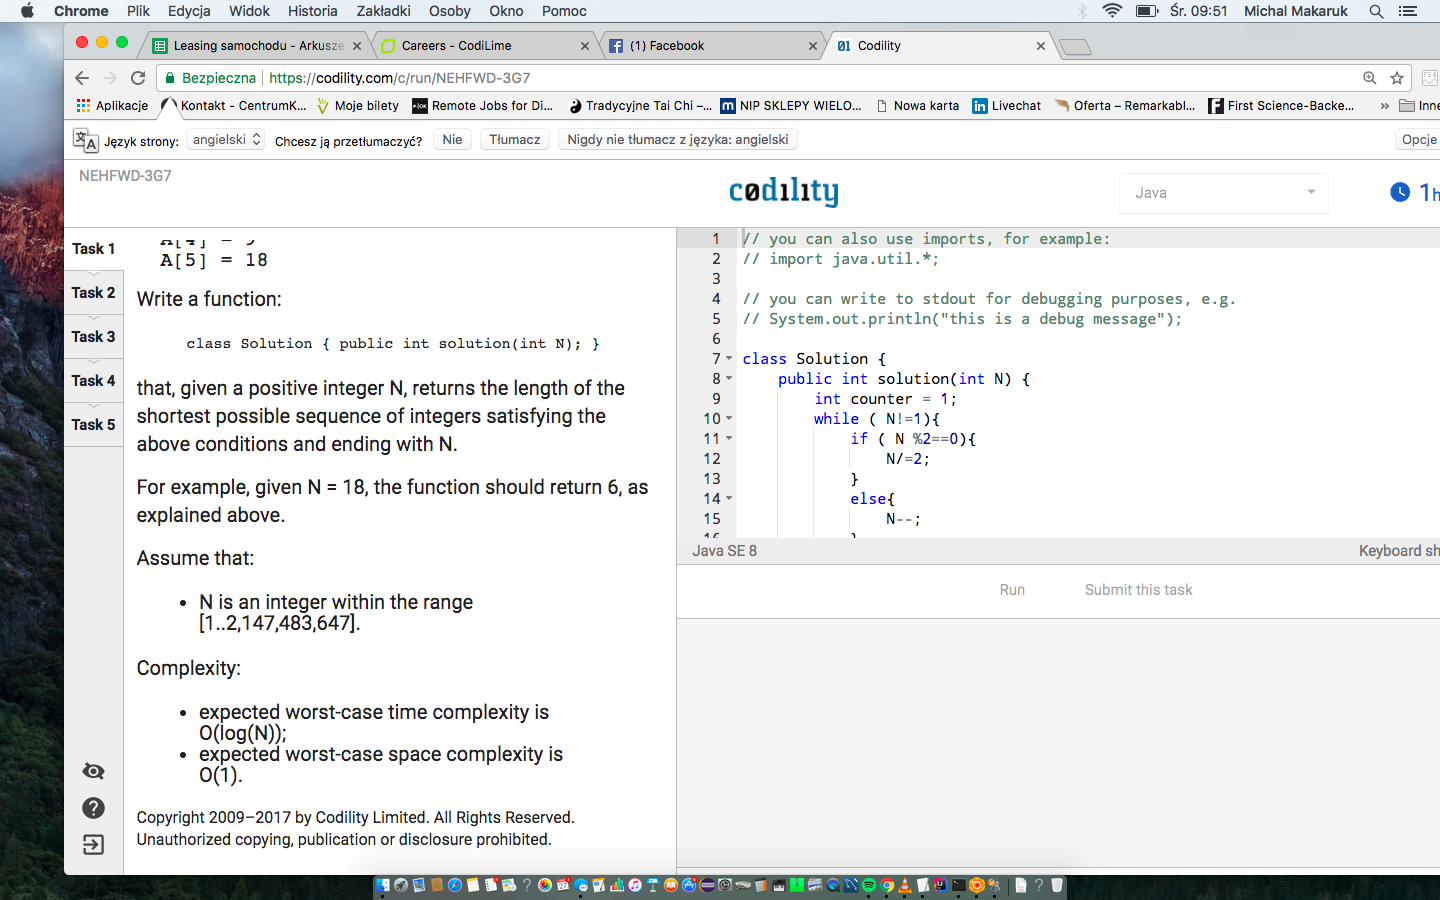 Chrome Plik Edycja Widok Historia Zakładki Osoby Okno Pomoc Śr. 09:51 Michal Makaruk
Leasing samochodu - Arkusze Careers - CodiLime (1) Facebook 01 Codility
Bezpieczna https://codility.com/c/run/NEHFWD-3G7
Aplikacje Kontakt - CentrumK... Moje bilety Remote Jobs for Di... Tradycyjne Tai Chi –... NIP SKLEPY WIELO... Nowa karta Livechat Oferta – Remarkabl... First Science-Backe... » Inne
Język strony: angielski Chcesz ją przetłumaczyć? Nie Tłumacz Nigdy nie tłumacz z języka: angielski Opcje
NEHFWD-3G7
codility
Java
1h
Task 1
Task 2
Task 3
Task 4
Task 5
A[5] = 18
Write a function:
class Solution { public int solution(int N); }
that, given a positive integer N, returns the length of the
shortest possible sequence of integers satisfying the
above conditions and ending with N.
For example, given N = 18, the function should return 6, as
explained above.
Assume that:
• N is an integer within the range
[1..2,147,483,647].
Complexity:
• expected worst-case time complexity is
O(log(N));
• expected worst-case space complexity is
O(1).
Copyright 2009–2017 by Codility Limited. All Rights Reserved.
Unauthorized copying, publication or disclosure prohibited.
1 // you can also use imports, for example:
2 // import java.util.*;
3
4 // you can write to stdout for debugging purposes, e.g.
5 // System.out.println("this is a debug message");
6
7 class Solution {
8 public int solution(int N) {
9 int counter = 1;
10 while ( N!=1){
11 if ( N %2==0){
12 N/=2;
13 }
14 else{
15 N--;
Java SE 8
Keyboard sh
Run Submit this task